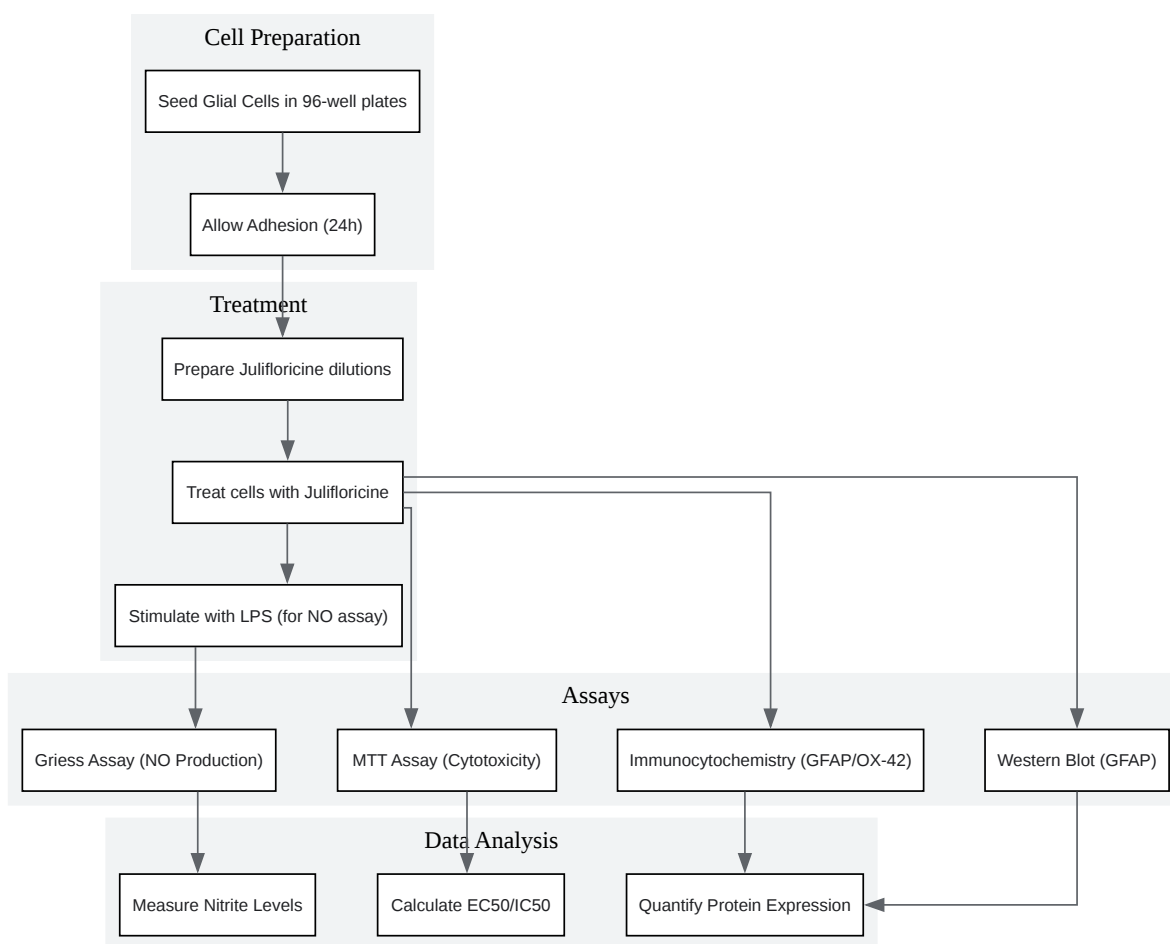 Cell Preparation
Seed Glial Cells in 96-well plates
Allow Adhesion (24h)
Treatment
Prepare Julifloricine dilutions
Treat cells with Julifloricine
Stimulate with LPS (for NO assay)
Assays
Griess Assay (NO Production)
MTT Assay (Cytotoxicity)
Immunocytochemistry (GFAP/OX-42)
Western Blot (GFAP)
Data Analysis
Measure Nitrite Levels
Calculate EC50/IC50
Quantify Protein Expression